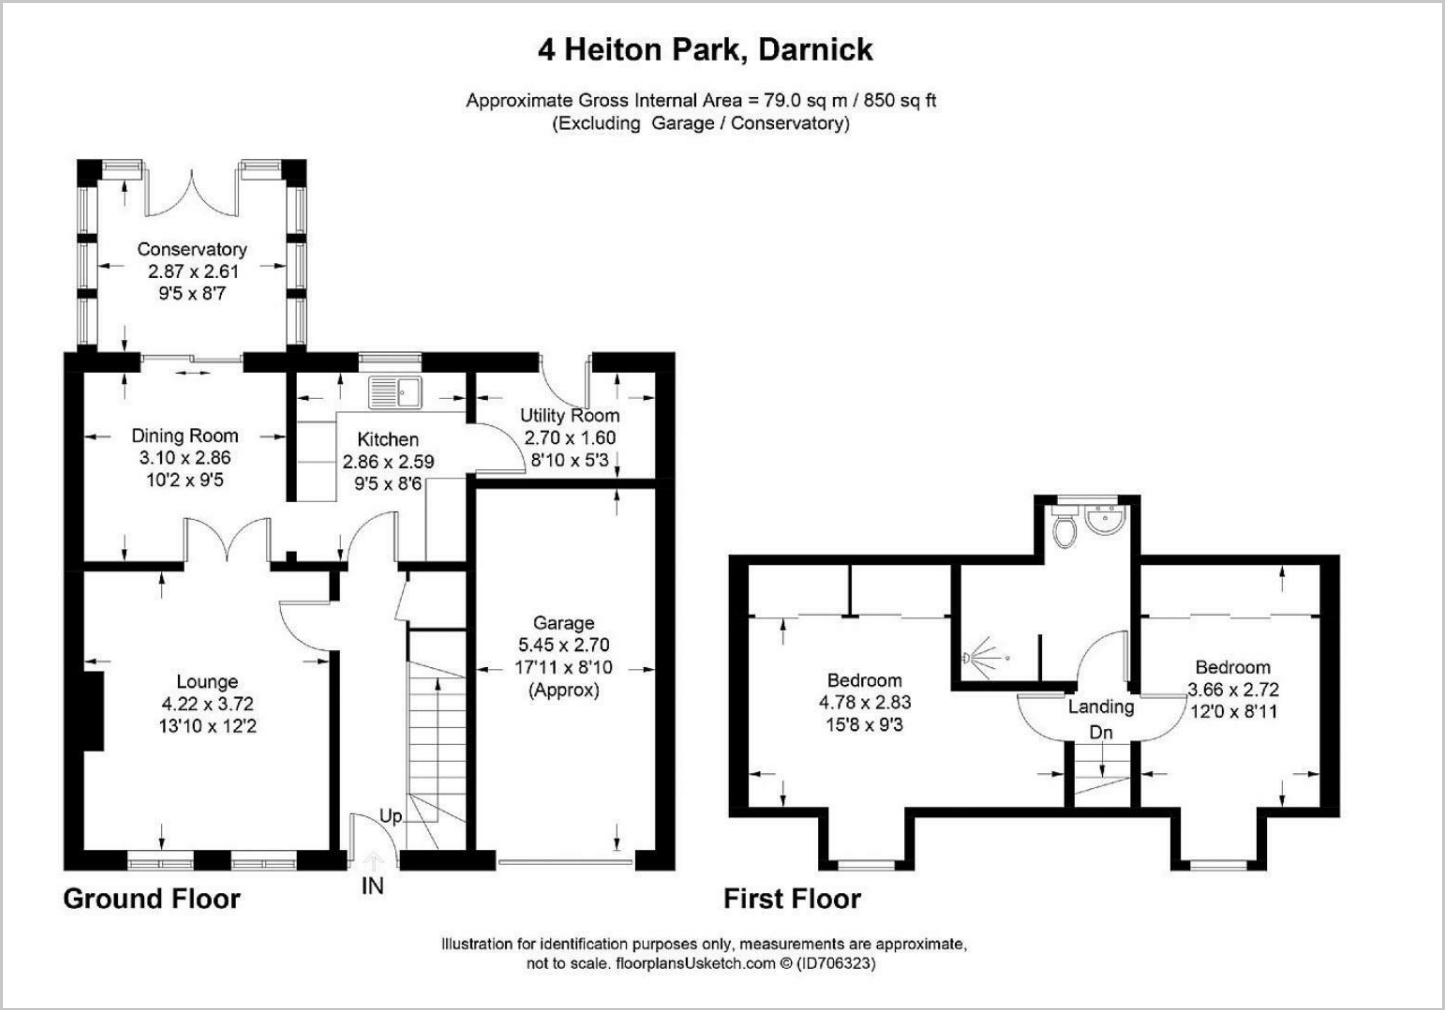 4 Heiton Park, Darnick
Approximate Gross Internal Area = 79.0 sq m / 850 sq ft
(Excluding Garage / Conservatory)
Conservatory
2.87 x 2.61
9'5 x 8'7
Dining Room
3.10 x 2.86
10'2 x 9'5
Kitchen
2.86 x 2.59
9'5 x 8'6
Utility Room
2.70 x 1.60
8'10 x 5'3
Lounge
4.22 x 3.72
13'10 x 12'2
Garage
5.45 x 2.70
17'11 x 8'10
(Approx)
Up
IN
Ground Floor
Bedroom
4.78 x 2.83
15'8 x 9'3
Landing
Dn
Bedroom
3.66 x 2.72
12'0 x 8'11
First Floor
Illustration for identification purposes only, measurements are approximate,
not to scale. floorplansUsketch.com © (ID706323)